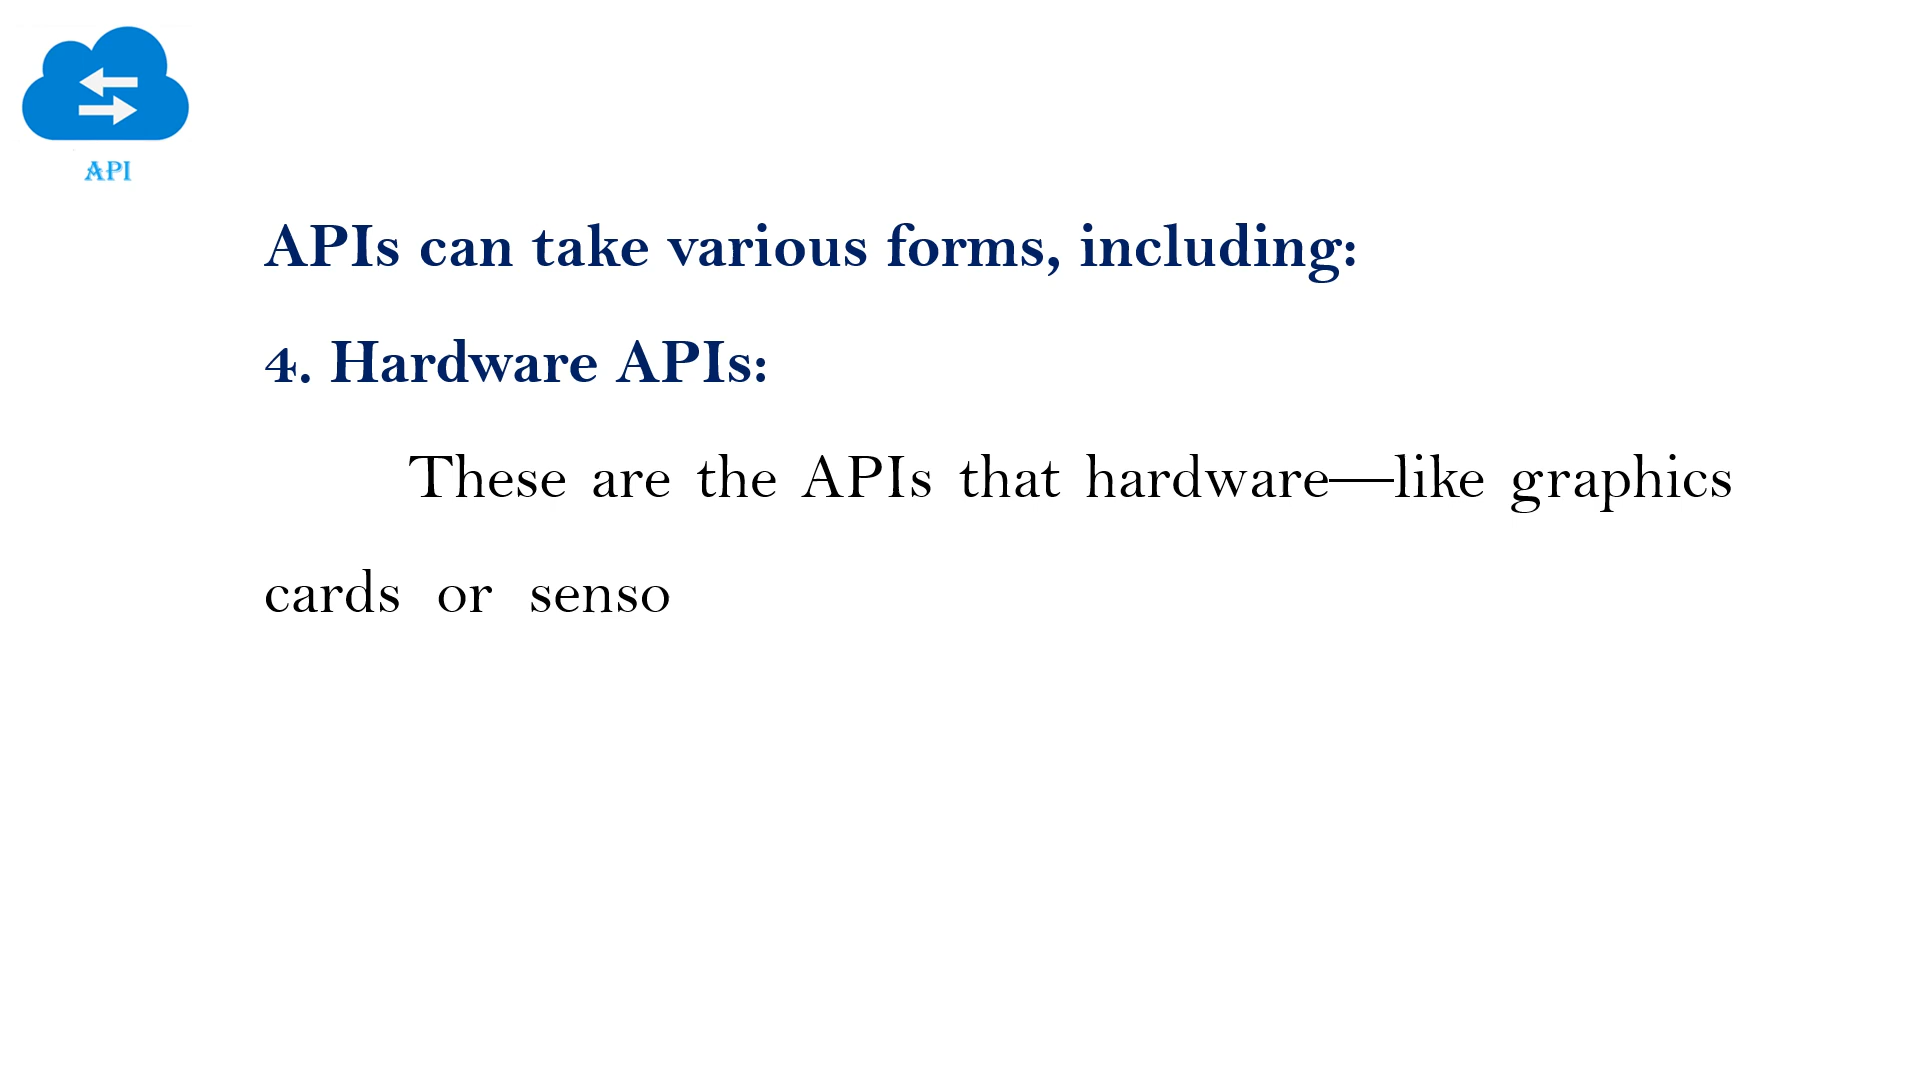 API
APIs can take various forms, including:
4. Hardware APIs:
These are the APIs that hardware—like graphics
cards or senso